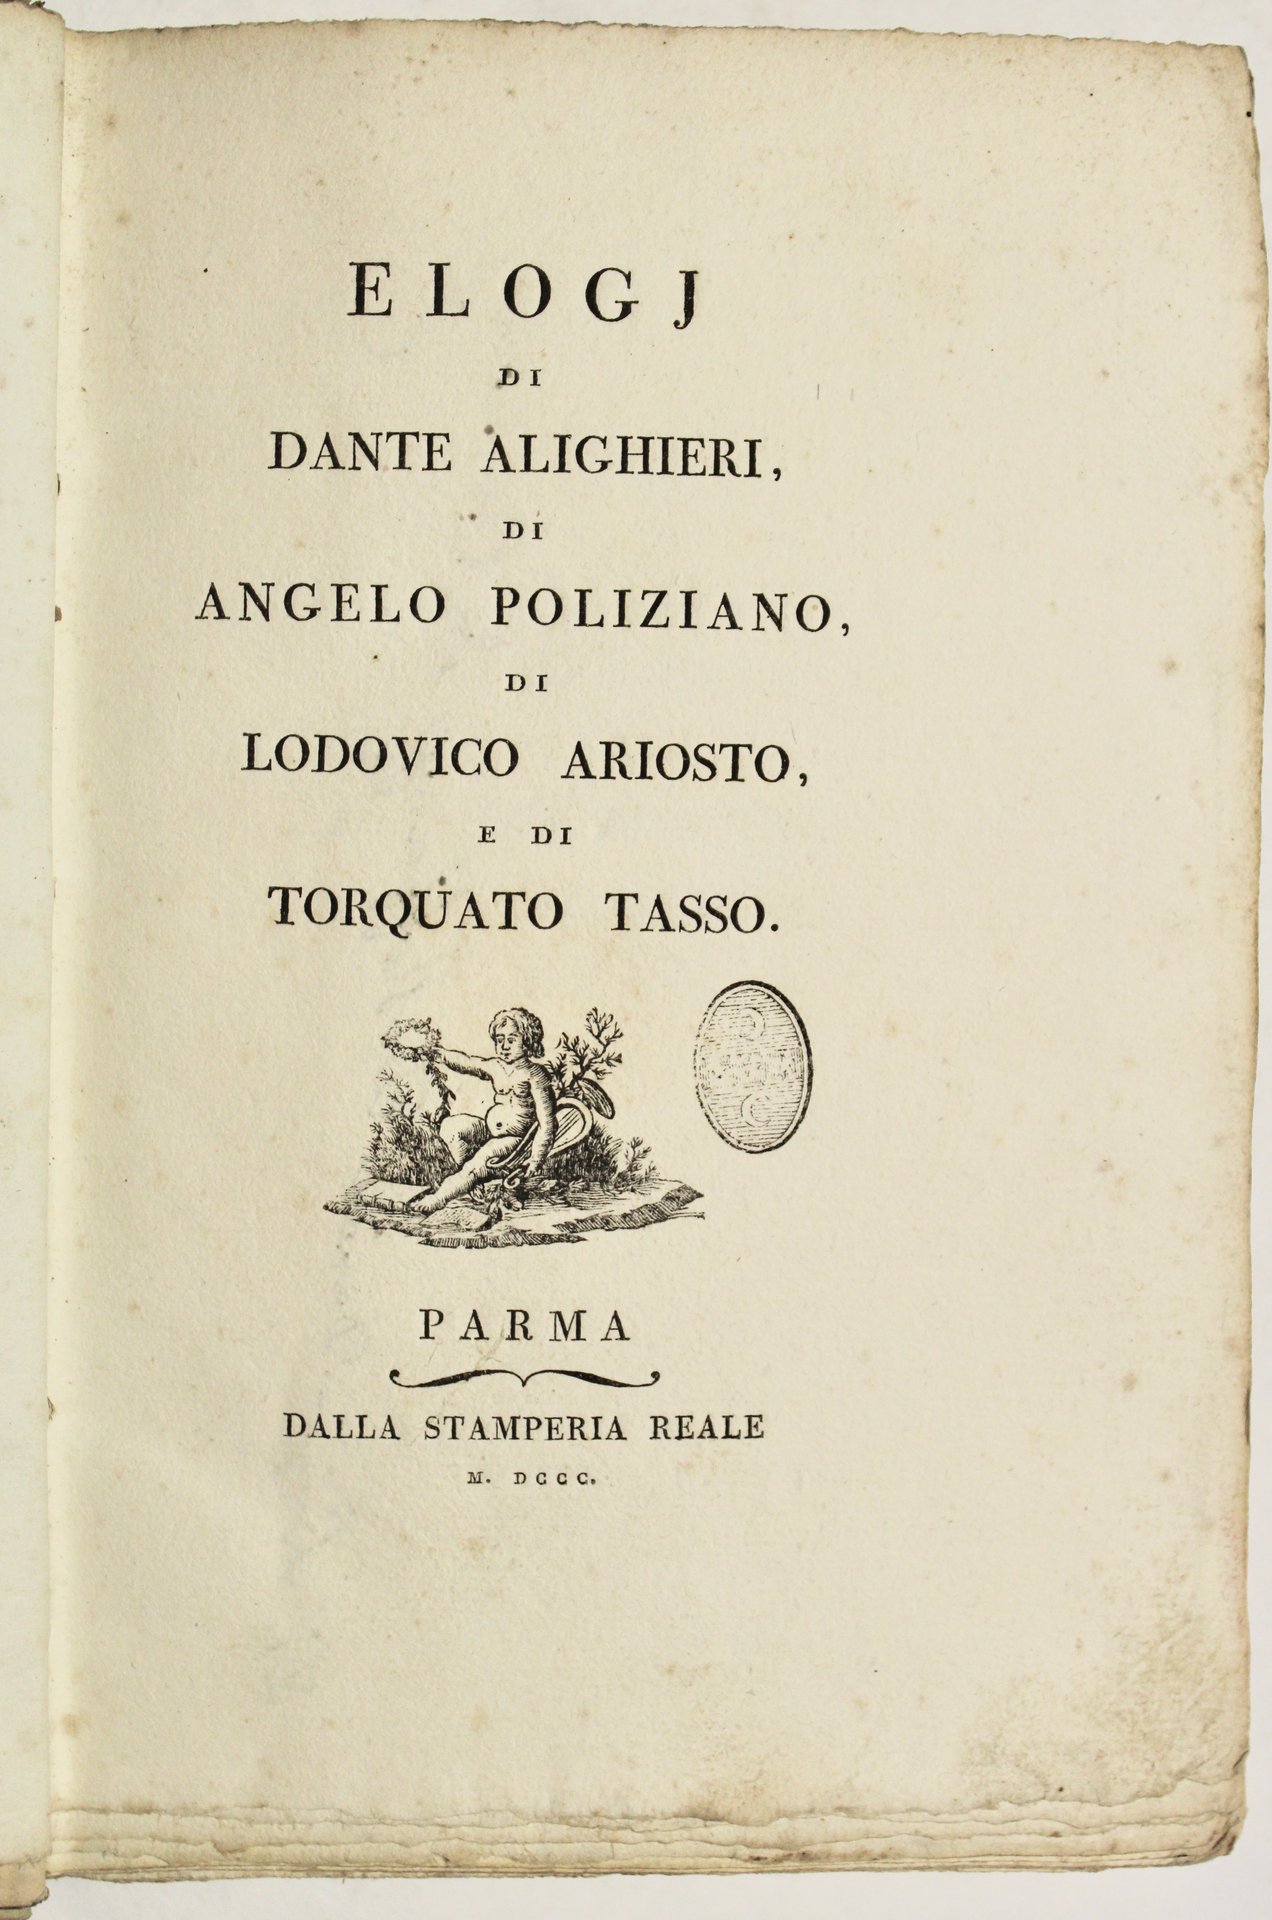 ELOGJ
DI
DANTE ALIGHIERI,
DI
ANGELO POLIZIANO,
DI
LODOVICO ARIOSTO,
E DI
TORQUATO TASSO.
PARMA
DALLA STAMPERIA REALE
M. DCCC.